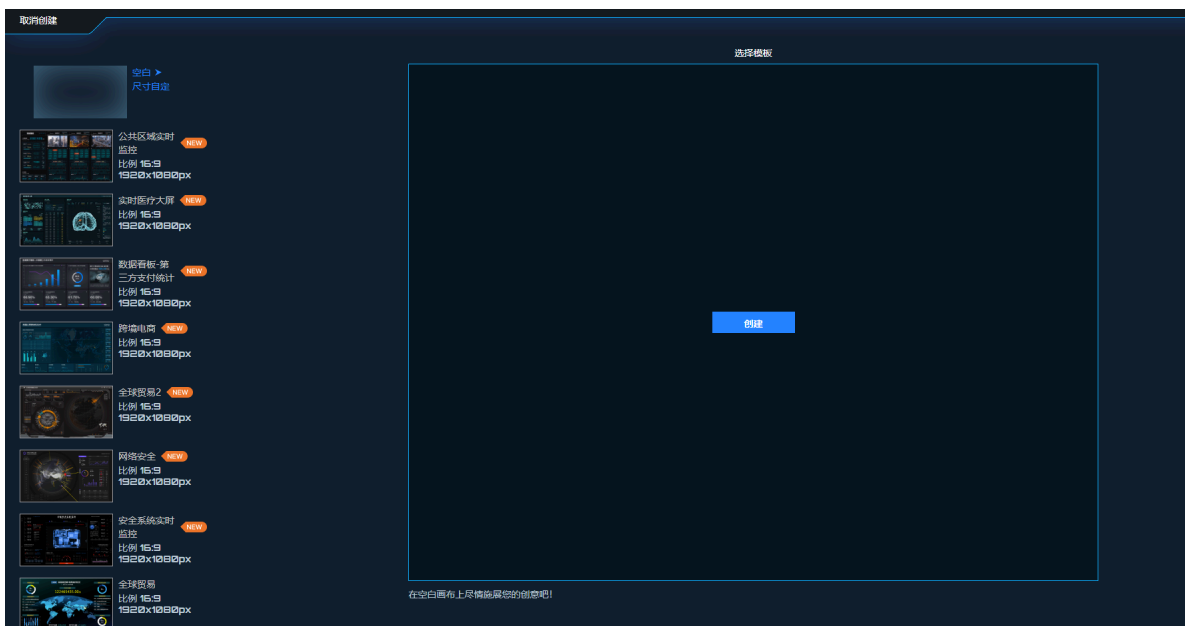 取消创建
选择模板
空白 ➤
尺寸自定
公共区域实时
监控
NEW
比例 16:9
1920x1080px
实时医疗大屏 NEW
比例 16:9
1920x1080px
数据看板-第
三方支付统计
NEW
比例 16:9
1920x1080px
跨境电商 NEW
比例 16:9
1920x1080px
全球贸易2 NEW
比例 16:9
1920x1080px
网络安全 NEW
比例 16:9
1920x1080px
安全系统实时
监控
NEW
比例 16:9
1920x1080px
全球贸易
比例 16:9
1920x1080px
创建
在空白画布上尽情施展您的创意吧!